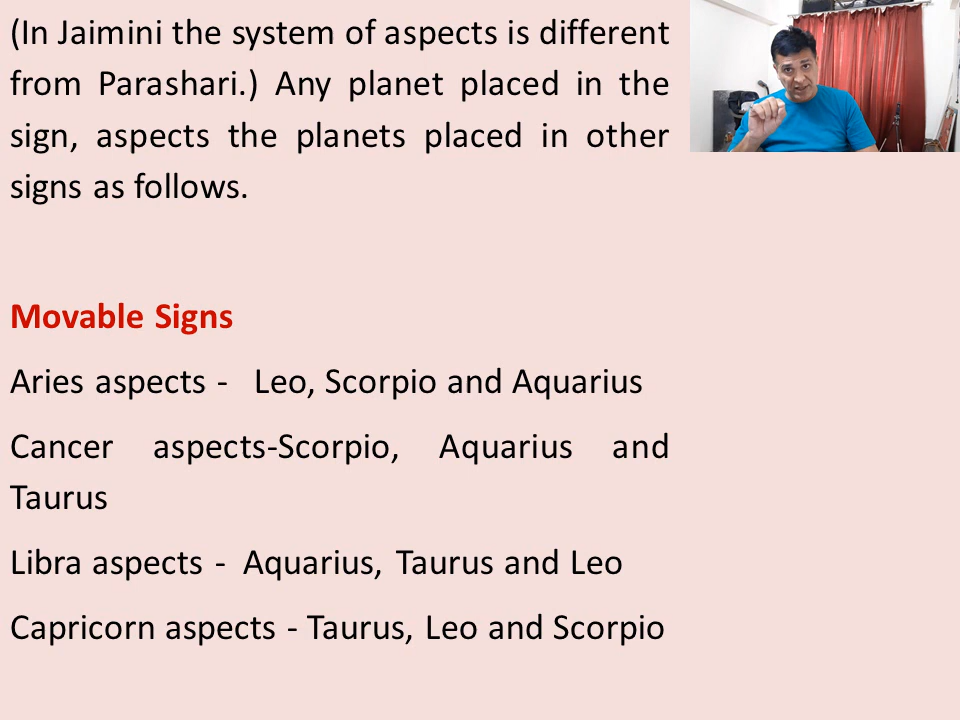 (In Jaimini the system of aspects is different
from Parashari.) Any planet placed in the
sign, aspects the planets placed in other
signs as follows.
Movable Signs
Aries aspects - Leo, Scorpio and Aquarius
Cancer aspects-Scorpio, Aquarius and
Taurus
Libra aspects - Aquarius, Taurus and Leo
Capricorn aspects - Taurus, Leo and Scorpio